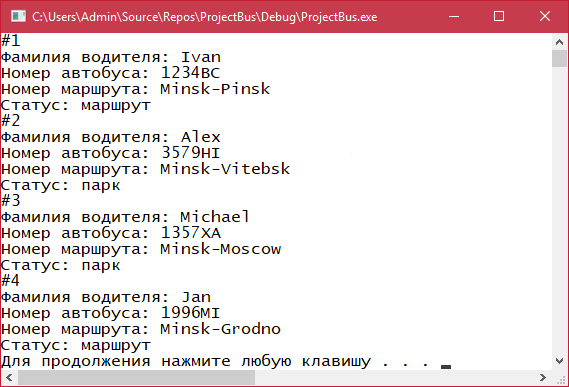 C:\Users\Admin\Source\Repos\ProjectBus\Debug\ProjectBus.exe
#1
Фамилия водителя: Ivan
Номер автобуса: 1234BC
Номер маршрута: Minsk-Pinsk
Статус: маршрут
#2
Фамилия водителя: Alex
Номер автобуса: 3579HI
Номер маршрута: Minsk-Vitebsk
Статус: парк
#3
Фамилия водителя: Michael
Номер автобуса: 1357XA
Номер маршрута: Minsk-Moscow
Статус: парк
#4
Фамилия водителя: Jan
Номер автобуса: 1996MI
Номер маршрута: Minsk-Grodno
Статус: маршрут
Для продолжения нажмите любую клавишу . . .